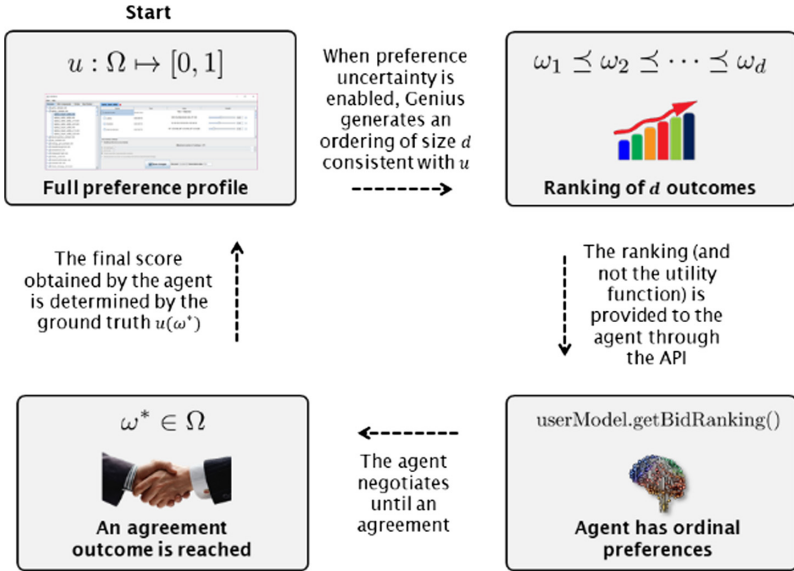 Start
u : Ω ↦ [0, 1]
Full preference profile
When preference
uncertainty is
enabled, Genius
generates an
ordering of size d
consistent with u
ω₁ ⪯ ω₂ ⪯ ⋯ ⪯ ω_d
Ranking of d outcomes
The ranking (and
not the utility
function) is
provided to the
agent through
the API
userModel.getBidRanking()
Agent has ordinal
preferences
The agent
negotiates
until an
agreement
ω* ∈ Ω
An agreement
outcome is reached
The final score
obtained by the agent
is determined by the
ground truth u(ω*)